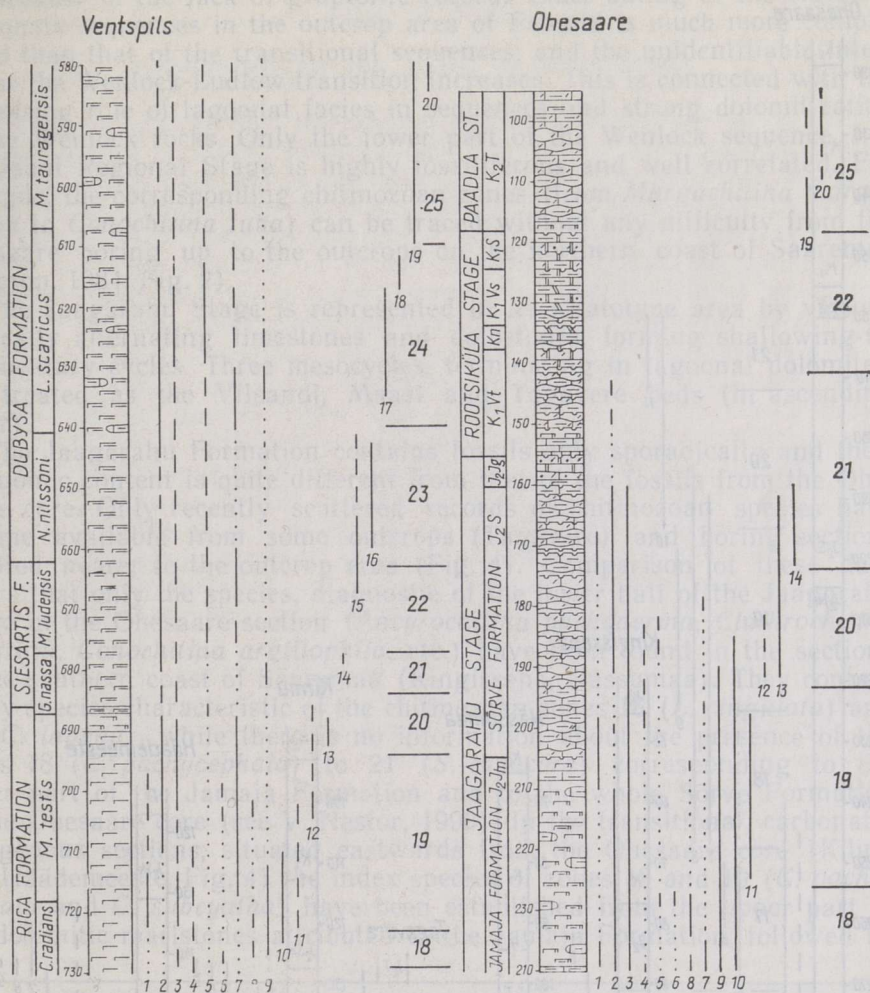 Ventspils
Ohesaare
DUBYSA FORMATION
SIESARTIS F.
RIGA FORMATION
M. tauragensis
L. scanicus
N. nilssoni
M. ludensis
G. nassa
M. testis
C. radians
580
590
600
610
620
630
640
650
660
670
680
690
700
710
720
730
1 2 3 4 5 6 7 8 9
10
11
12
13
14
15
16
17
18
19
20
25
24
23
22
21
20
19
18
PAADLA ST.
ROOTSIKÜLA STAGE
JAAGARAHU STAGE
K₂T
K₁S
K₁Vs
Kn
K₁Vt
J₂Jg
SÕRVE FORMATION J₂S
JAMAJA FORMATION J₂Jm
100
110
120
130
140
150
160
170
180
190
200
210
220
230
210
1 2 3 4 5 6 8 7 9 10
11
12 13
14
19
20
25
22
21
20
19
18